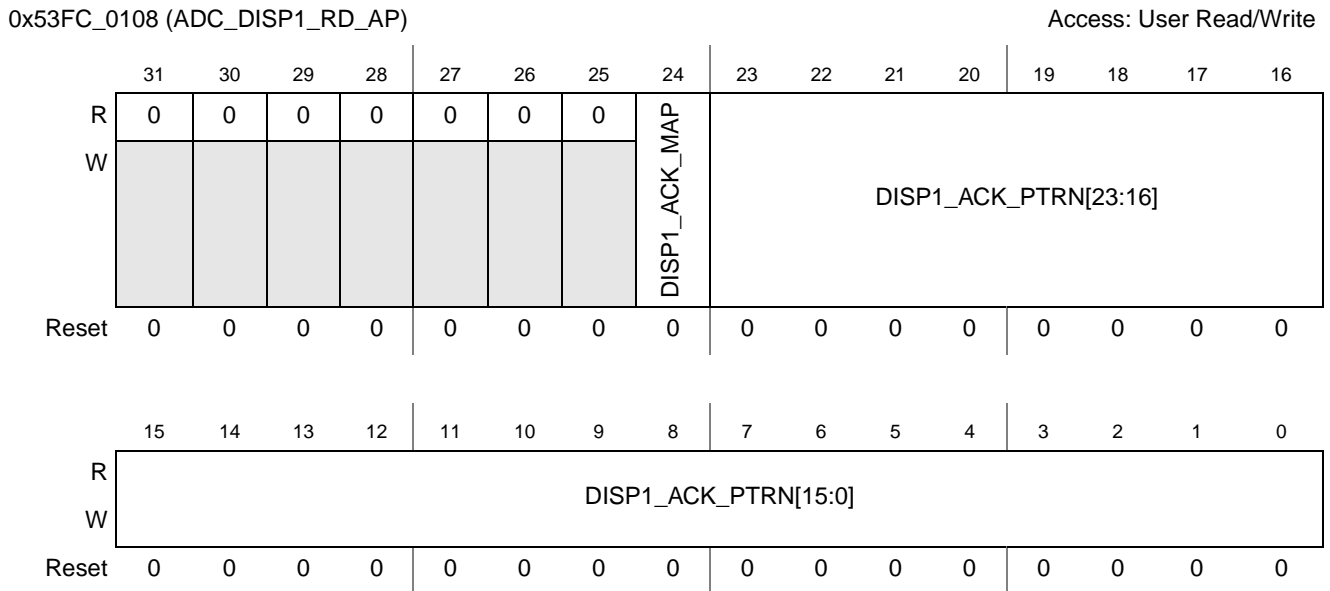 0x53FC_0108 (ADC_DISP1_RD_AP) Access: User Read/Write
31 30 29 28 27 26 25 24 23 22 21 20 19 18 17 16
R 0 0 0 0 0 0 0
W
DISP1_ACK_MAP
DISP1_ACK_PTRN[23:16]
Reset 0 0 0 0 0 0 0 0 0 0 0 0 0 0 0 0
15 14 13 12 11 10 9 8 7 6 5 4 3 2 1 0
R
DISP1_ACK_PTRN[15:0]
W
Reset 0 0 0 0 0 0 0 0 0 0 0 0 0 0 0 0